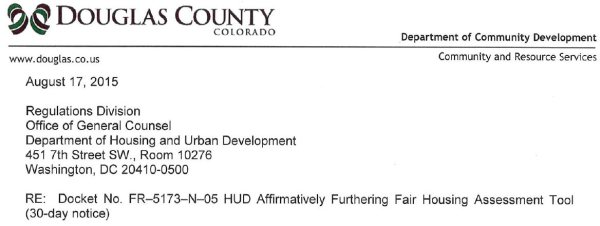 DOUGLAS COUNTY
COLORADO
Department of Community Development
www.douglas.co.us
Community and Resource Services
August 17, 2015
Regulations Division
Office of General Counsel
Department of Housing and Urban Development
451 7th Street SW., Room 10276
Washington, DC 20410-0500
RE: Docket No. FR–5173–N–05 HUD Affirmatively Furthering Fair Housing Assessment Tool
(30-day notice)